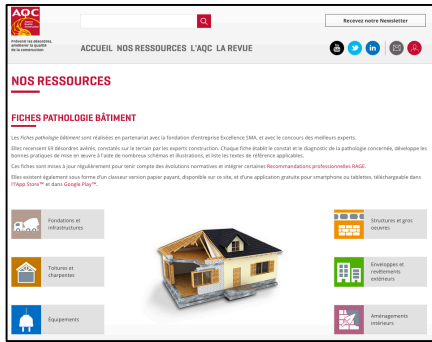 AQC
Prévenir les désordres,
améliorer la qualité
de la construction
Recevez notre Newsletter
ACCUEIL NOS RESSOURCES L'AQC LA REVUE
You
in
NOS RESSOURCES
FICHES PATHOLOGIE BÂTIMENT
Les Fiches pathologie bâtiment sont réalisées en partenariat avec la fondation d'entreprise Excellence SMA, et avec le concours des meilleurs experts.
Elles recensent 69 désordres avérés, constatés sur le terrain par les experts construction. Chaque fiche établit le constat et le diagnostic de la pathologie concernée, développe les
bonnes pratiques de mise en œuvre à l'aide de nombreux schémas et illustrations, et liste les textes de référence applicables.
Ces fiches sont mises à jour régulièrement pour tenir compte des évolutions normatives et intégrer certaines Recommandations professionnelles RAGE.
Elles existent également sous forme d'un classeur version papier payant, disponible sur ce site, et d'une application gratuite pour smartphone ou tablettes, téléchargeable dans
l'App Store™ et dans Google Play™.
Fondations et
infrastructures
Structures et gros
oeuvres
Toitures et
charpentes
Enveloppes et
revêtements
extérieurs
Équipements
Aménagements
intérieurs